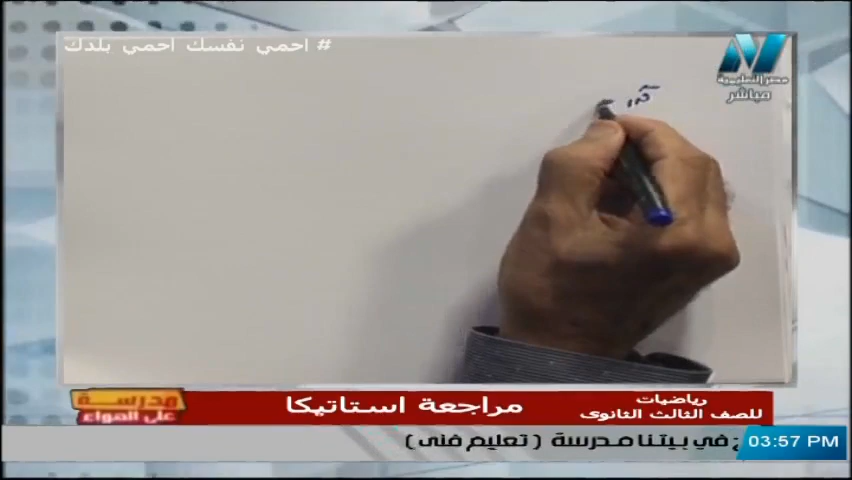 # احمي نفسك احمي بلدك
مصر التعليمية
مباشر
مدرسة
على الهواء
مراجعة استاتيكا
رياضيات
للصف الثالث الثانوى
في بيتنا مدرسة ( تعليم فنى )
03:57 PM